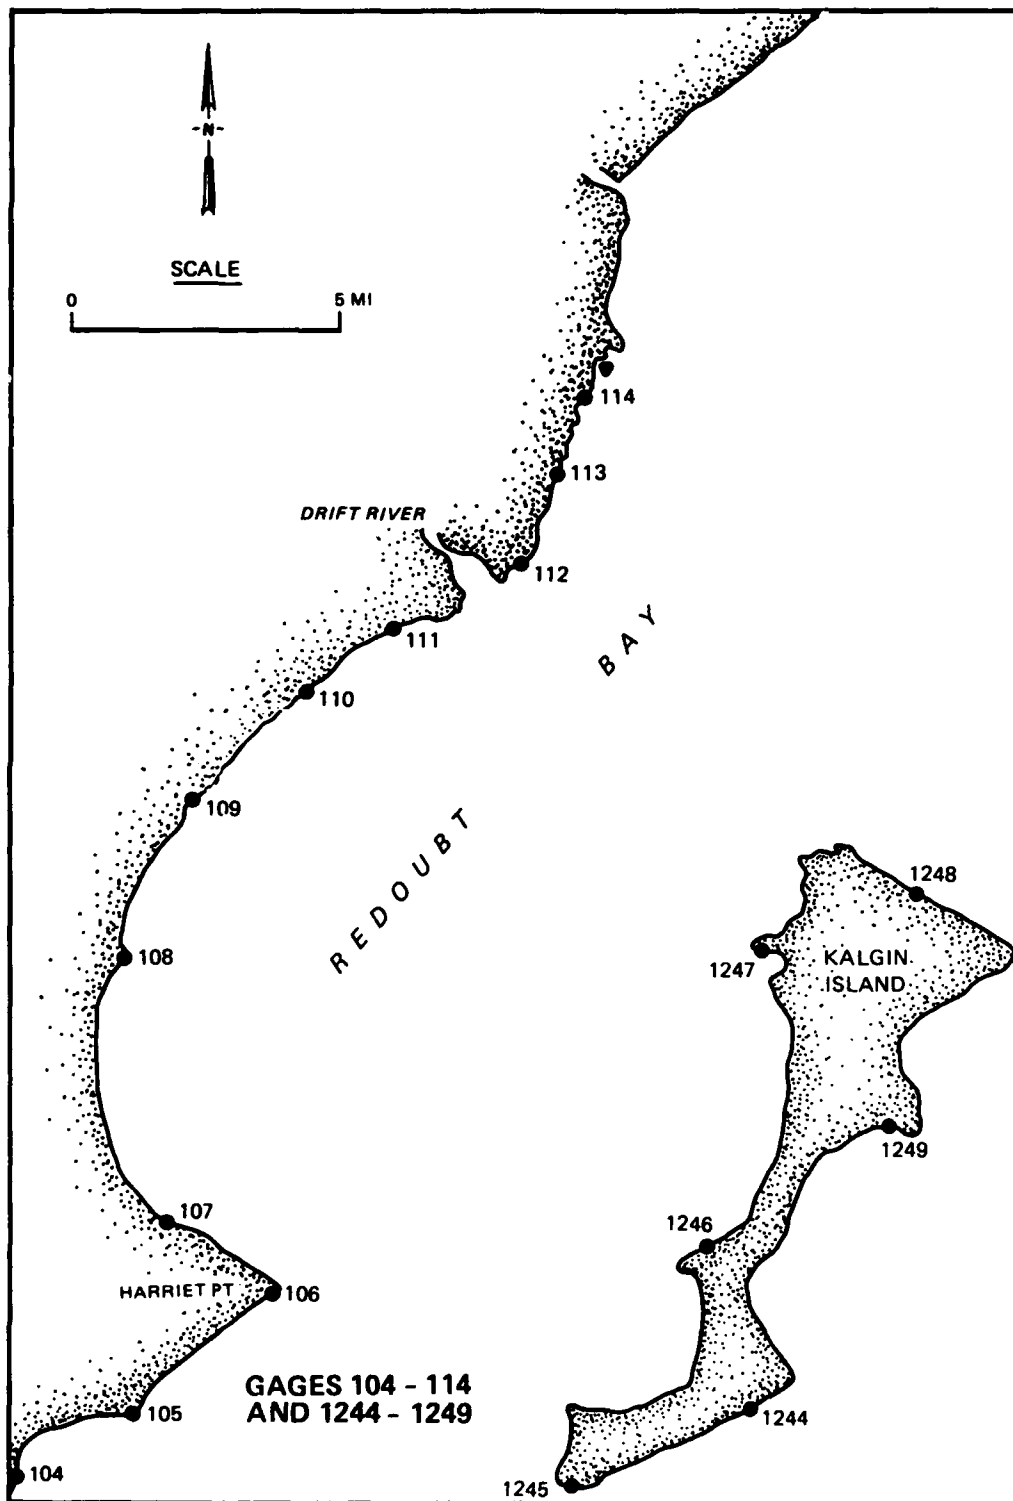 -N-
SCALE
0 5 MI
114
113
DRIFT RIVER
112
111
BAY
110
109
REDOUBT
1248
108
1247
KALGIN
ISLAND
1249
107
1246
HARRIET PT
106
GAGES 104 - 114
AND 1244 - 1249
105
1244
104
1245